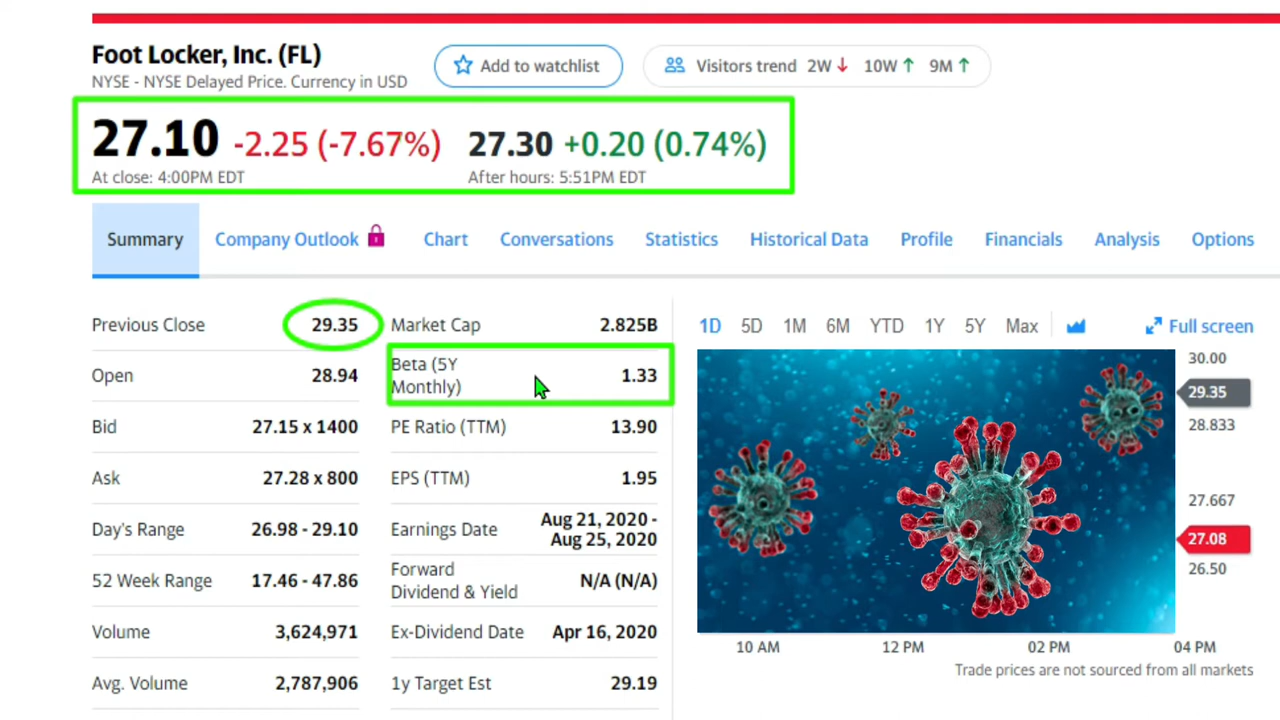 Foot Locker, Inc. (FL)
NYSE - NYSE Delayed Price. Currency in USD
Add to watchlist
Visitors trend 2W 10W 9M
27.10 -2.25 (-7.67%)
At close: 4:00PM EDT
27.30 +0.20 (0.74%)
After hours: 5:51PM EDT
Summary Company Outlook Chart Conversations Statistics Historical Data Profile Financials Analysis Options
Previous Close 29.35
Open 28.94
Bid 27.15 x 1400
Ask 27.28 x 800
Day's Range 26.98 - 29.10
52 Week Range 17.46 - 47.86
Volume 3,624,971
Avg. Volume 2,787,906
Market Cap 2.825B
Beta (5Y
Monthly) 1.33
PE Ratio (TTM) 13.90
EPS (TTM) 1.95
Earnings Date Aug 21, 2020 -
Aug 25, 2020
Forward
Dividend & Yield N/A (N/A)
Ex-Dividend Date Apr 16, 2020
1y Target Est 29.19
1D 5D 1M 6M YTD 1Y 5Y Max Full screen
30.00
29.35
28.833
27.667
27.08
26.50
10 AM 12 PM 02 PM 04 PM
Trade prices are not sourced from all markets